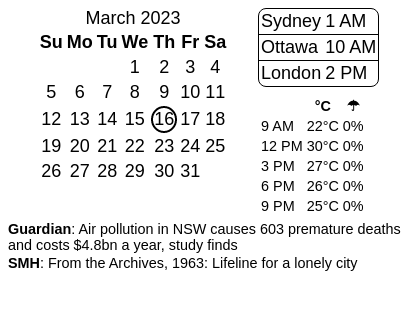 March 2023
Su Mo Tu We Th Fr Sa
1 2 3 4
5 6 7 8 9 10 11
12 13 14 15 16 17 18
19 20 21 22 23 24 25
26 27 28 29 30 31
Sydney 1 AM
Ottawa 10 AM
London 2 PM
°C ☂
9 AM 22°C 0%
12 PM 30°C 0%
3 PM 27°C 0%
6 PM 26°C 0%
9 PM 25°C 0%
Guardian: Air pollution in NSW causes 603 premature deaths
and costs $4.8bn a year, study finds
SMH: From the Archives, 1963: Lifeline for a lonely city